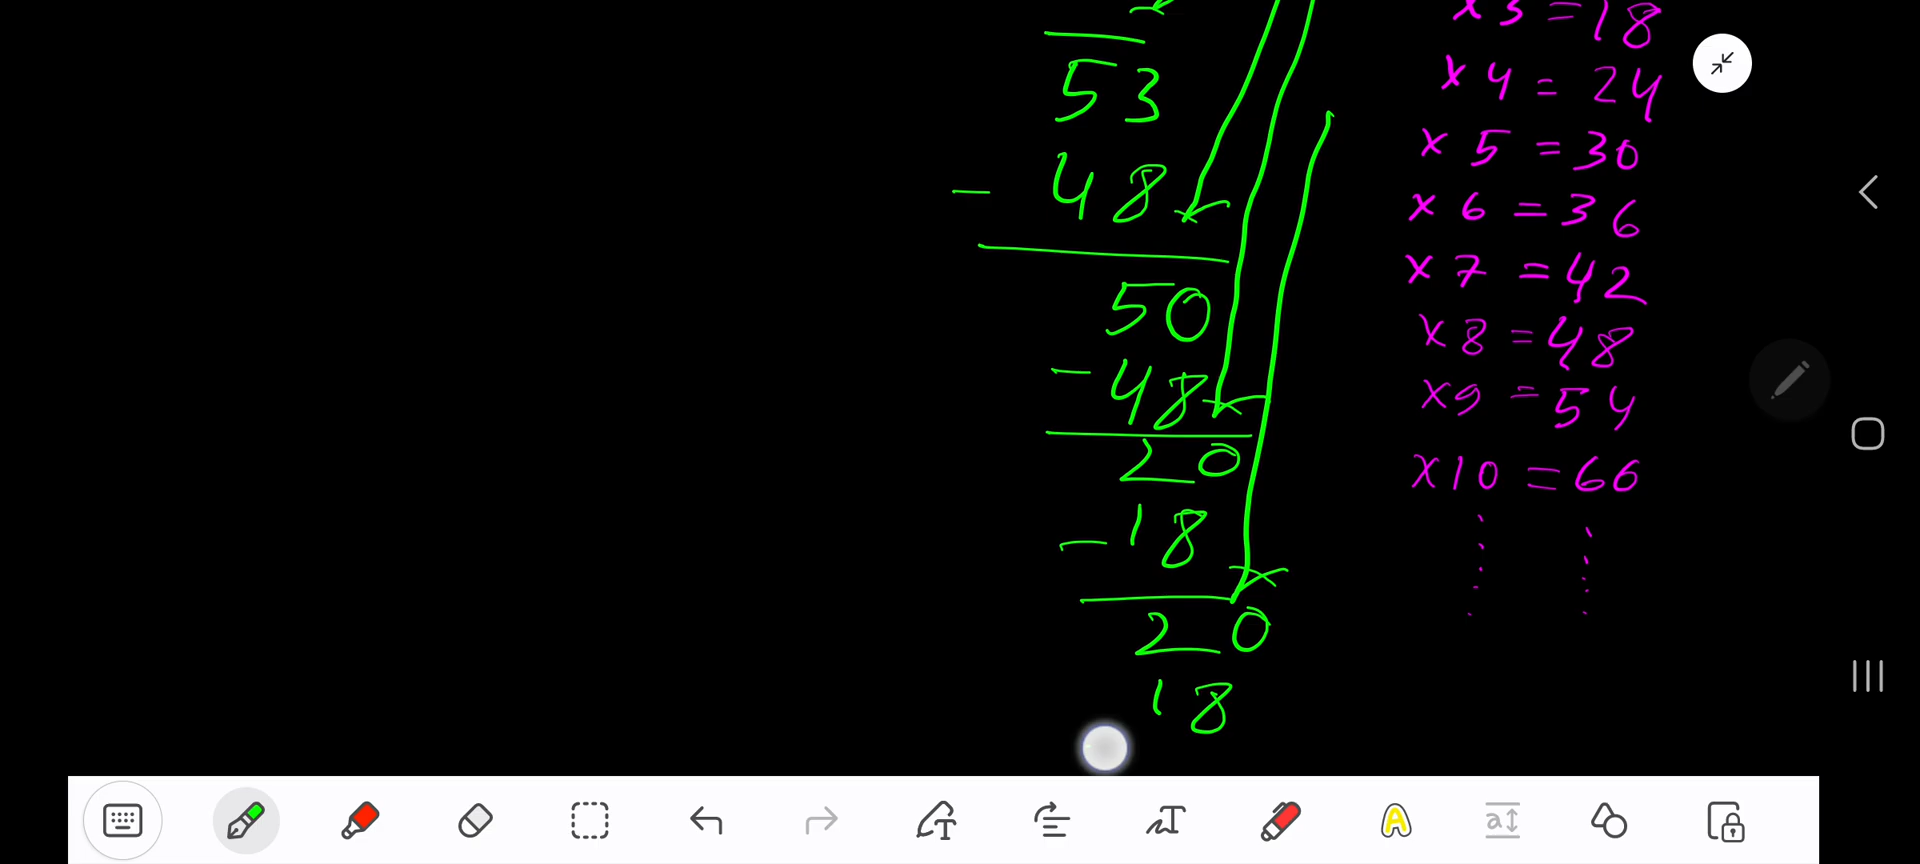 53
- 48
50
- 48
20
- 18
20
18
x 3 = 18
x 4 = 24
x 5 = 30
x 6 = 36
x 7 = 42
x 8 = 48
x 9 = 54
x 10 = 66
T
T
A
a